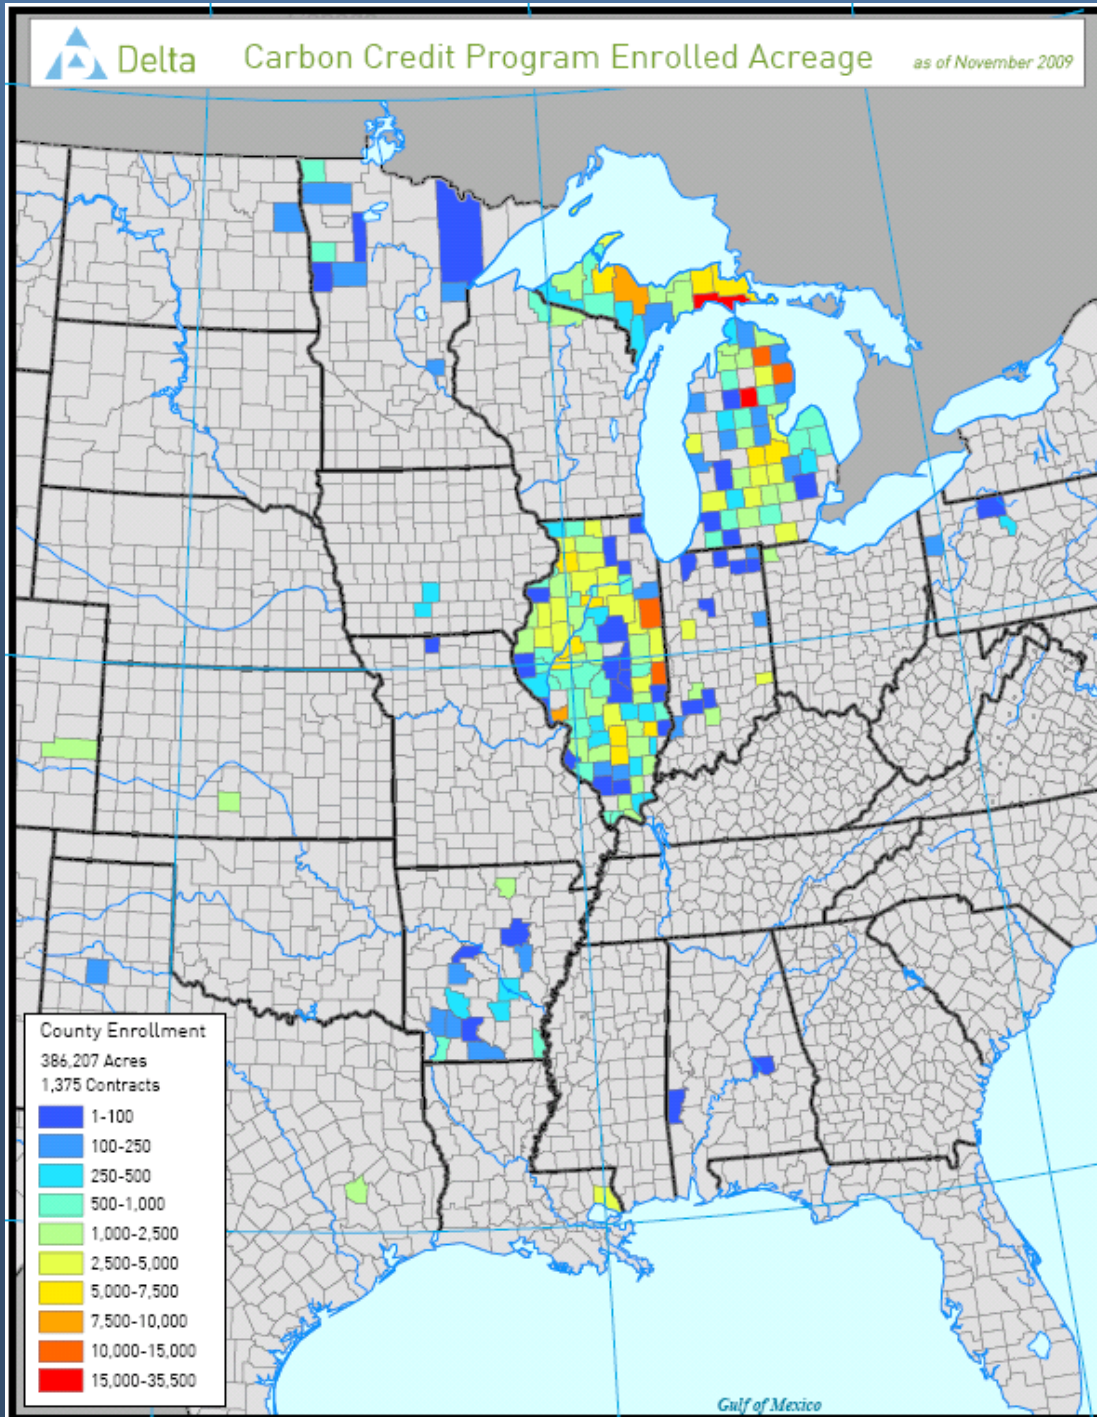 Delta Carbon Credit Program Enrolled Acreage as of November 2009
County Enrollment
386,207 Acres
1,375 Contracts
1-100
100-250
250-500
500-1,000
1,000-2,500
2,500-5,000
5,000-7,500
7,500-10,000
10,000-15,000
15,000-35,500
Gulf of Mexico